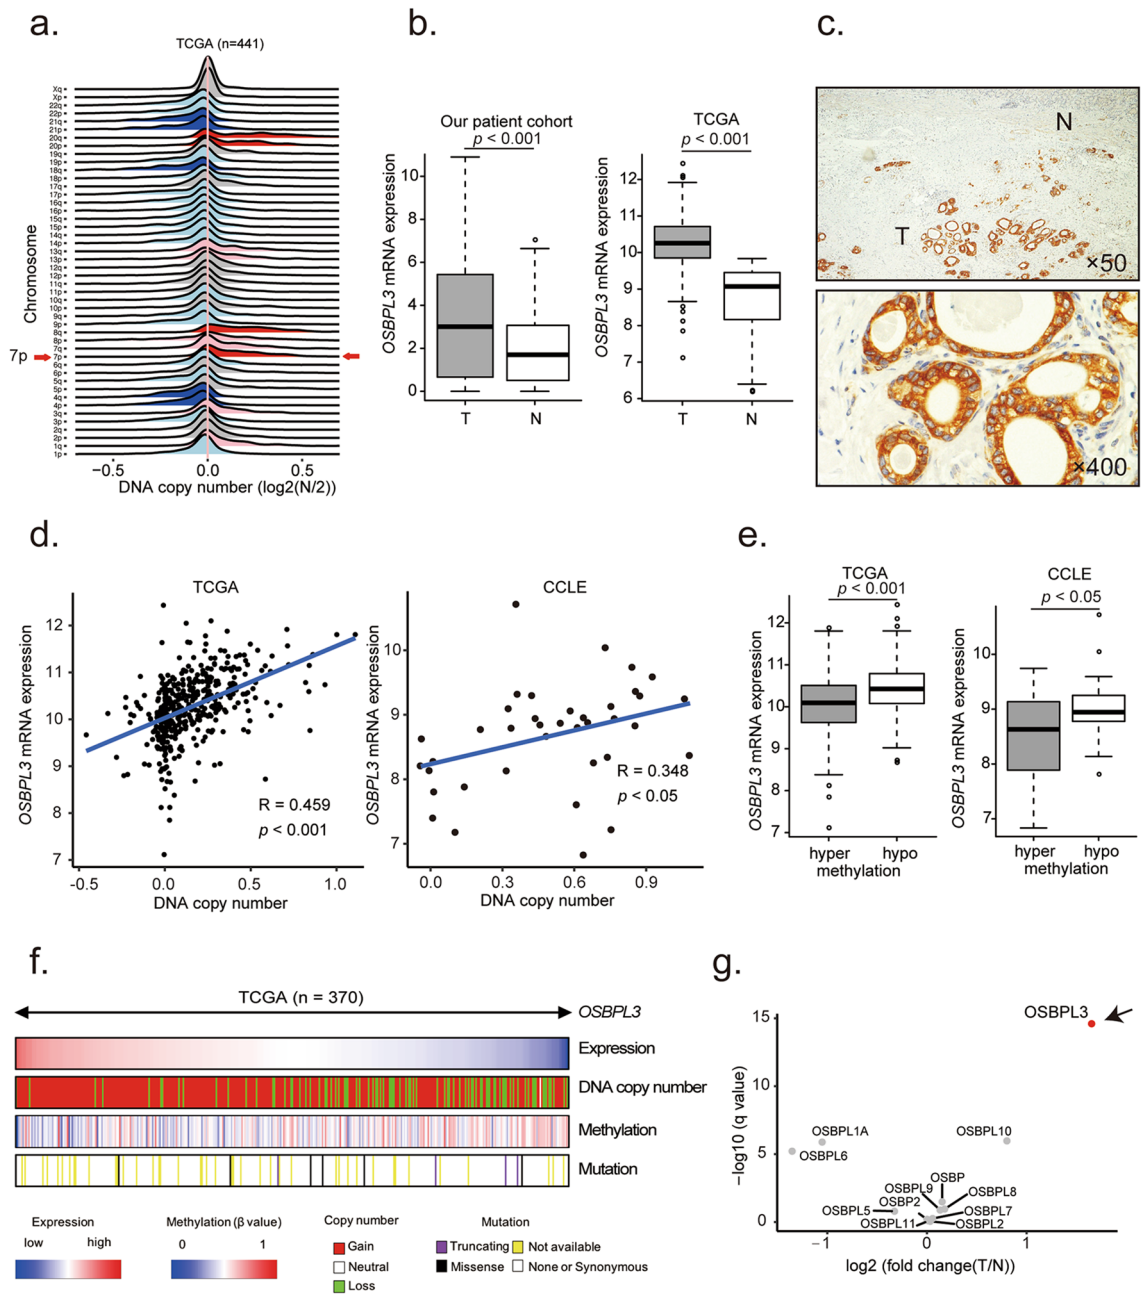 a.
TCGA (n=441)
Chromosome
Xq
Xp
22q
22p
21q
21p
20q
20p
19q
19p
18q
18p
17q
17p
16q
16p
15q
15p
14q
14p
13q
13p
12q
12p
11q
11p
10q
10p
9q
9p
8q
8p
7q
7p
7p
6q
6p
5q
5p
4q
4p
3q
3p
2q
2p
1q
1p
−0.5 0.0 0.5
DNA copy number (log2(N/2))
b.
Our patient cohort
p < 0.001
OSBPL3 mRNA expression
10
8
6
4
2
0
T N
TCGA
p < 0.001
OSBPL3 mRNA expression
12
11
10
9
8
7
6
T N
c.
N
T
×50
×400
d.
TCGA
OSBPL3 mRNA expression
12
11
10
9
8
7
R = 0.459
p < 0.001
-0.5 0.0 0.5 1.0
DNA copy number
CCLE
OSBPL3 mRNA expression
10
9
8
7
R = 0.348
p < 0.05
0.0 0.3 0.6 0.9
DNA copy number
e.
TCGA
p < 0.001
OSBPL3 mRNA expression
12
11
10
9
8
7
hyper hypo
methylation
CCLE
p < 0.05
OSBPL3 mRNA expression
10
9
8
7
hyper hypo
methylation
f.
TCGA (n = 370)
OSBPL3
Expression
DNA copy number
Methylation
Mutation
Expression
low high
Methylation (β value)
0 1
Copy number
Gain
Neutral
Loss
Mutation
Truncating Not available
Missense None or Synonymous
g.
−log10 (q value)
15
10
5
0
OSBPL3
OSBPL1A
OSBPL10
OSBPL6
OSBP
OSBPL9
OSBPL8
OSBP2
OSBPL5
OSBPL7
OSBPL11
OSBPL2
−1 0 1
log2 (fold change(T/N))